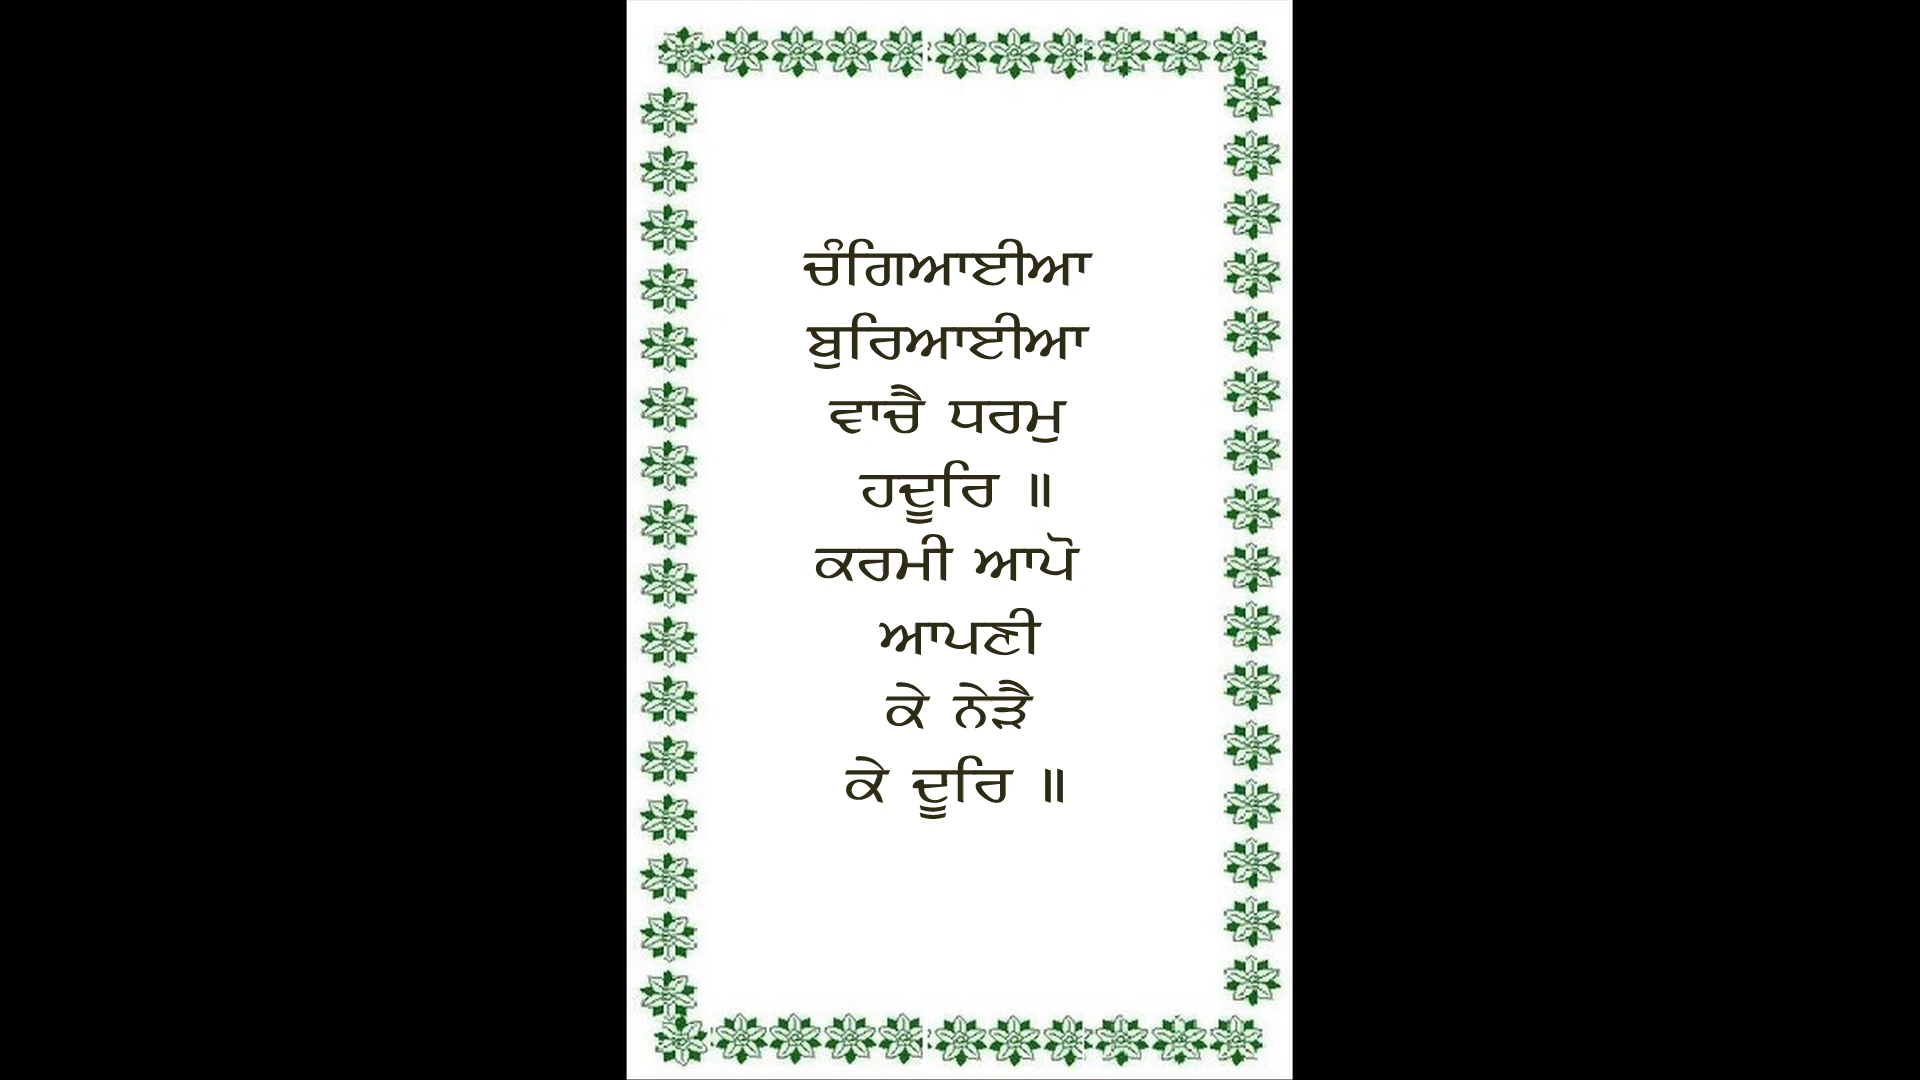 ਚੰਗਿਆਈਆ
ਬੁਰਿਆਈਆ
ਵਾਚੈ ਧਰਮੁ
ਹਦੂਰਿ ॥
ਕਰਮੀ ਆਪੋ
ਆਪਣੀ
ਕੇ ਨੇੜੈ
ਕੇ ਦੂਰਿ ॥